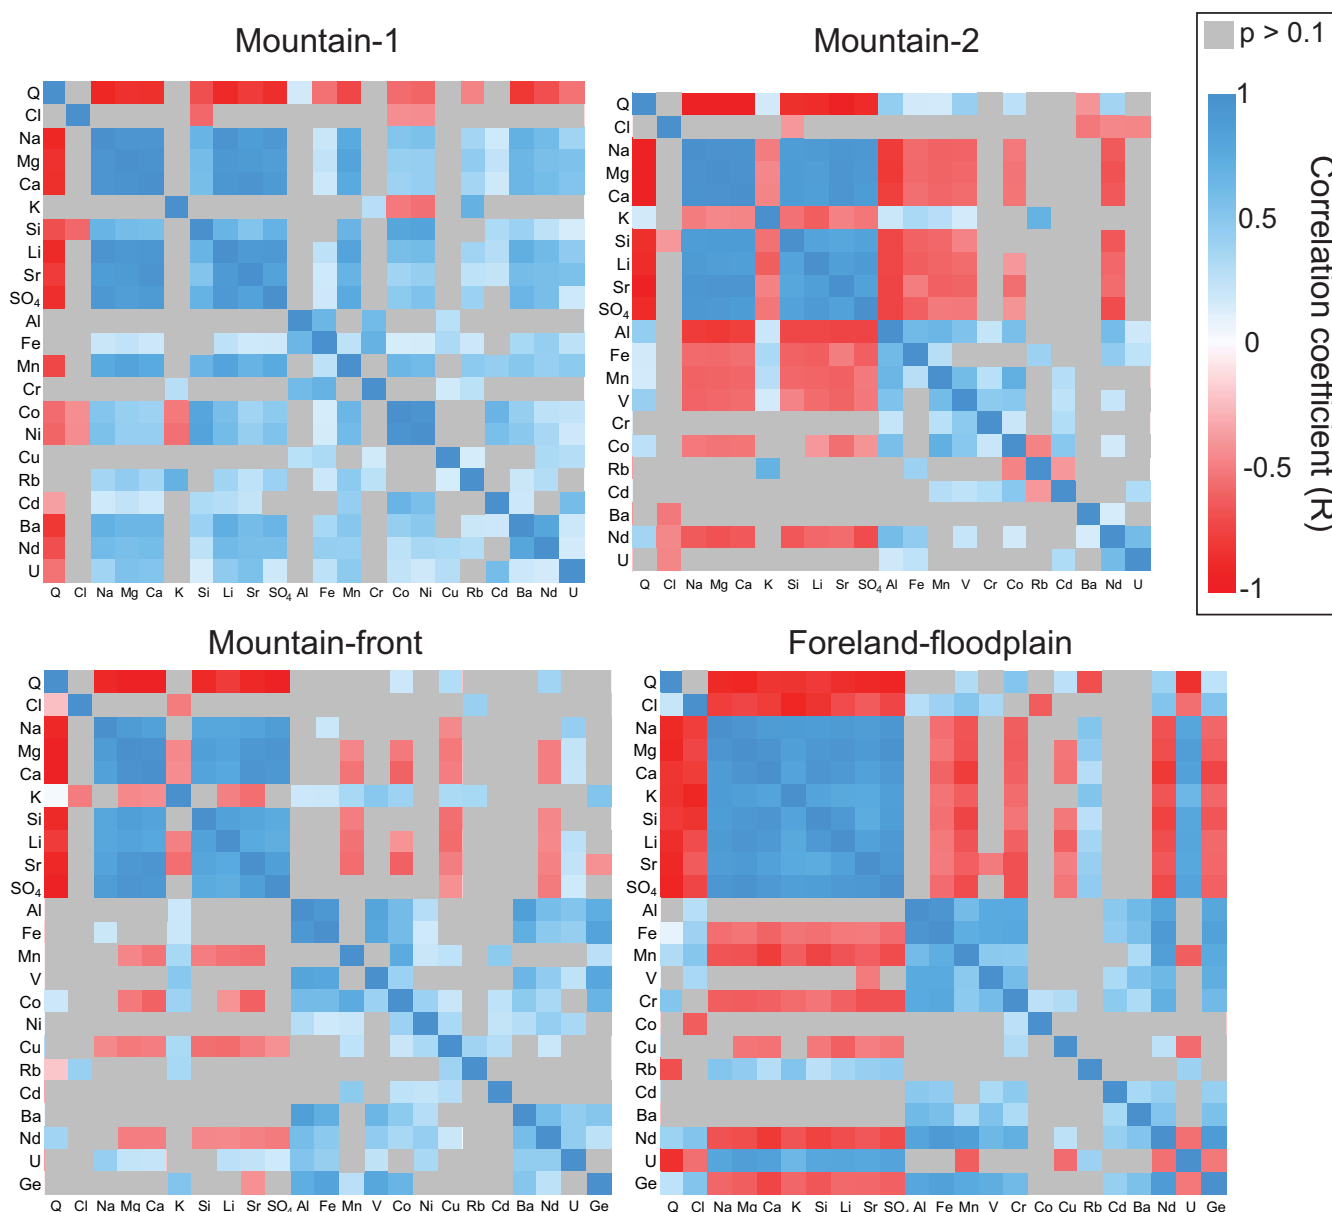 Mountain-1
Q
Cl
Na
Mg
Ca
K
Si
Li
Sr
SO4
Al
Fe
Mn
Cr
Co
Ni
Cu
Rb
Cd
Ba
Nd
U
Q Cl Na Mg Ca K Si Li Sr SO4 Al Fe Mn Cr Co Ni Cu Rb Cd Ba Nd U
Mountain-2
Q
Cl
Na
Mg
Ca
K
Si
Li
Sr
SO4
Al
Fe
Mn
V
Cr
Co
Rb
Cd
Ba
Nd
U
Q Cl Na Mg Ca K Si Li Sr SO4 Al Fe Mn V Cr Co Rb Cd Ba Nd U
p > 0.1
1
0.5
0
-0.5
-1
Correlation coefficient (R)
Mountain-front
Q
Cl
Na
Mg
Ca
K
Si
Li
Sr
SO4
Al
Fe
Mn
V
Co
Ni
Cu
Rb
Cd
Ba
Nd
U
Ge
Q Cl Na Mg Ca K Si Li Sr SO4 Al Fe Mn V Co Ni Cu Rb Cd Ba Nd U Ge
Foreland-floodplain
Q
Cl
Na
Mg
Ca
K
Si
Li
Sr
SO4
Al
Fe
Mn
V
Cr
Co
Cu
Rb
Cd
Ba
Nd
U
Ge
Q Cl Na Mg Ca K Si Li Sr SO4 Al Fe Mn V Cr Co Cu Rb Cd Ba Nd U Ge